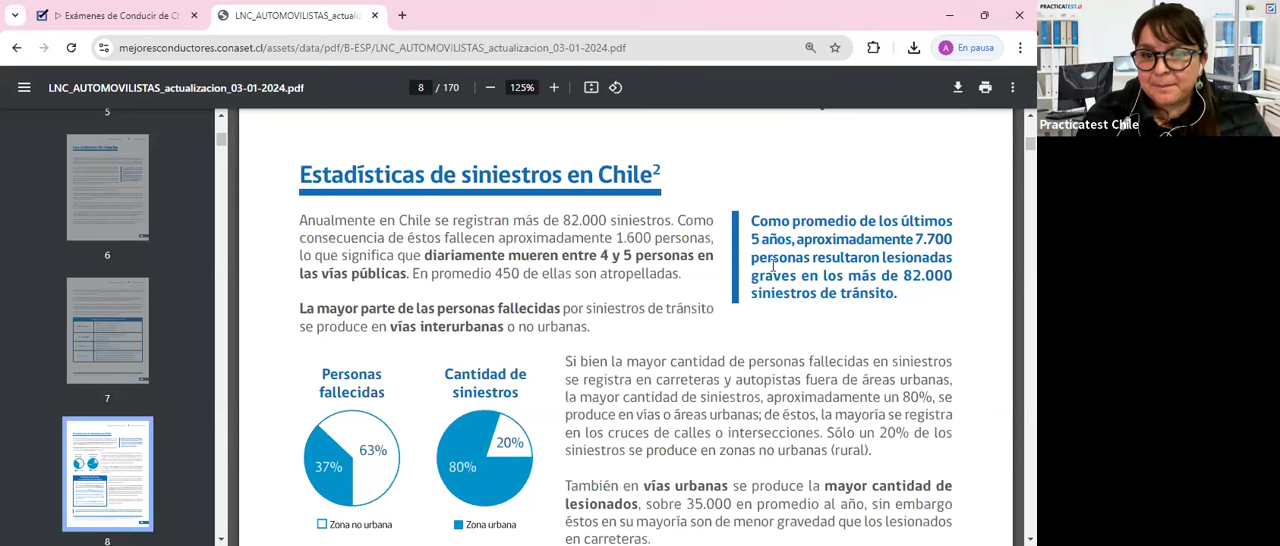 Exámenes de Conducir de Ch
LNC_AUTOMOVILISTAS_actualizac
mejoresconductores.conaset.cl/assets/data/pdf/B-ESP/LNC_AUTOMOVILISTAS_actualizacion_03-01-2024.pdf
A
En pausa
LNC_AUTOMOVILISTAS_actualizacion_03-01-2024.pdf
8 / 170
125%
5
6
7
8
Estadísticas de siniestros en Chile²
Anualmente en Chile se registran más de 82.000 siniestros. Como
consecuencia de éstos fallecen aproximadamente 1.600 personas,
lo que significa que diariamente mueren entre 4 y 5 personas en
las vías públicas. En promedio 450 de ellas son atropelladas.
La mayor parte de las personas fallecidas por siniestros de tránsito
se produce en vías interurbanas o no urbanas.
Como promedio de los últimos
5 años, aproximadamente 7.700
personas resultaron lesionadas
graves en los más de 82.000
siniestros de tránsito.
Personas
fallecidas
63%
37%
Cantidad de
siniestros
20%
80%
Zona no urbana
Zona urbana
Si bien la mayor cantidad de personas fallecidas en siniestros
se registra en carreteras y autopistas fuera de áreas urbanas,
la mayor cantidad de siniestros, aproximadamente un 80%, se
produce en vías o áreas urbanas; de éstos, la mayoría se registra
en los cruces de calles o intersecciones. Sólo un 20% de los
siniestros se produce en zonas no urbanas (rural).
También en vías urbanas se produce la mayor cantidad de
lesionados, sobre 35.000 en promedio al año, sin embargo
éstos en su mayoría son de menor gravedad que los lesionados
en carreteras.
PRACTICATEST.cl
Practicatest Chile